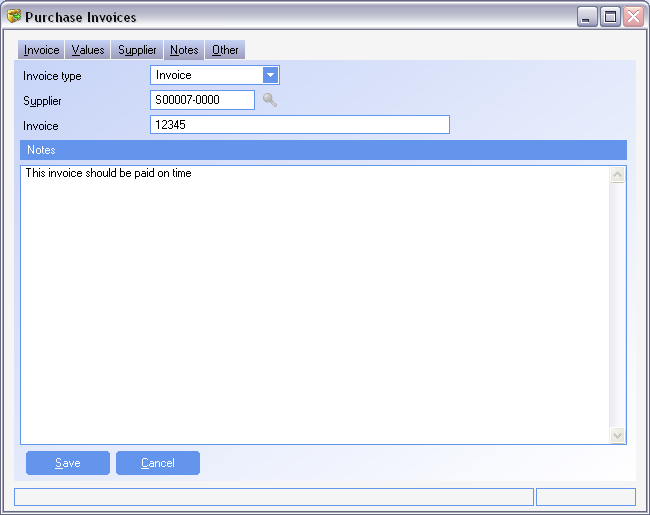 Purchase Invoices
Invoice Values Supplier Notes Other
Invoice type Invoice
Supplier S00007-0000
Invoice 12345
Notes
This invoice should be paid on time
Save Cancel